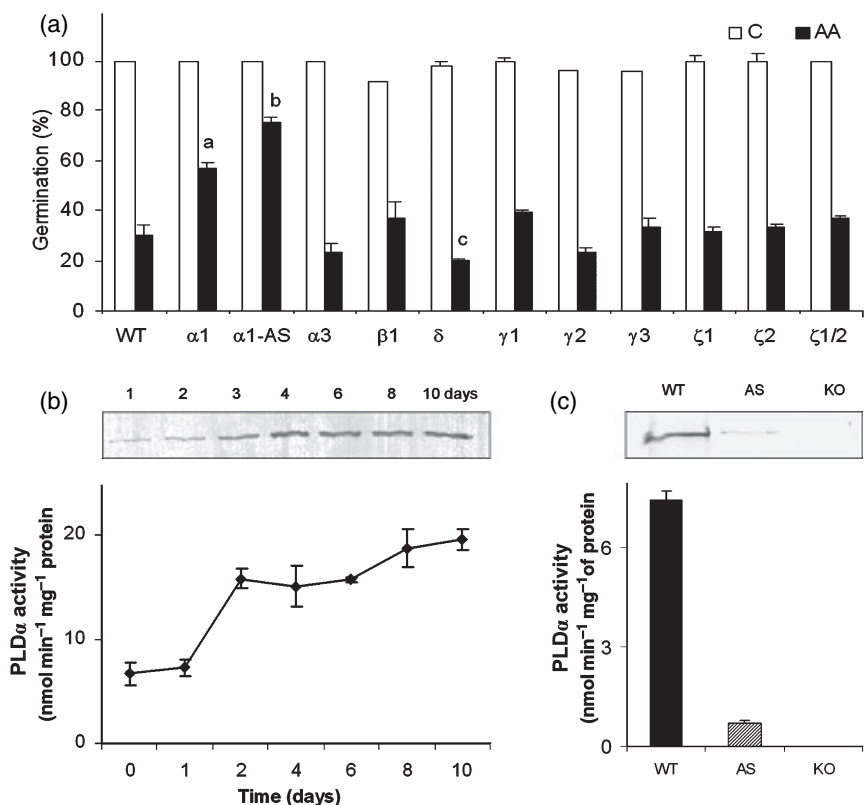 (a)
C AA
Germination (%)
100
80
60
40
20
0
a
b
c
WT α1 α1-AS α3 β1 δ γ1 γ2 γ3 ζ1 ζ2 ζ1/2
(b)
1 2 3 4 6 8 10 days
PLDα activity
(nmol min⁻¹ mg⁻¹ protein)
20
10
0
0 1 2 4 6 8 10
Time (days)
(c)
WT AS KO
PLDα activity
(nmol min⁻¹ mg⁻¹of protein)
6
3
0
WT AS KO